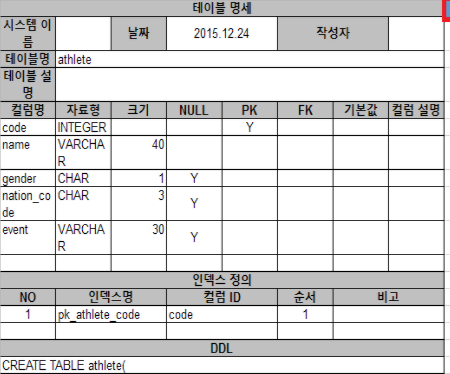 테이블 명세
시스템 이름 날짜 2015.12.24 작성자
테이블명 athlete
테이블 설명
컬럼명 자료형 크기 NULL PK FK 기본값 컬럼 설명
code INTEGER Y
name VARCHAR 40
gender CHAR 1 Y
nation_code CHAR 3 Y
event VARCHAR 30 Y
인덱스 정의
NO 인덱스명 컬럼 ID 순서 비고
1 pk_athlete_code code 1
DDL
CREATE TABLE athlete(